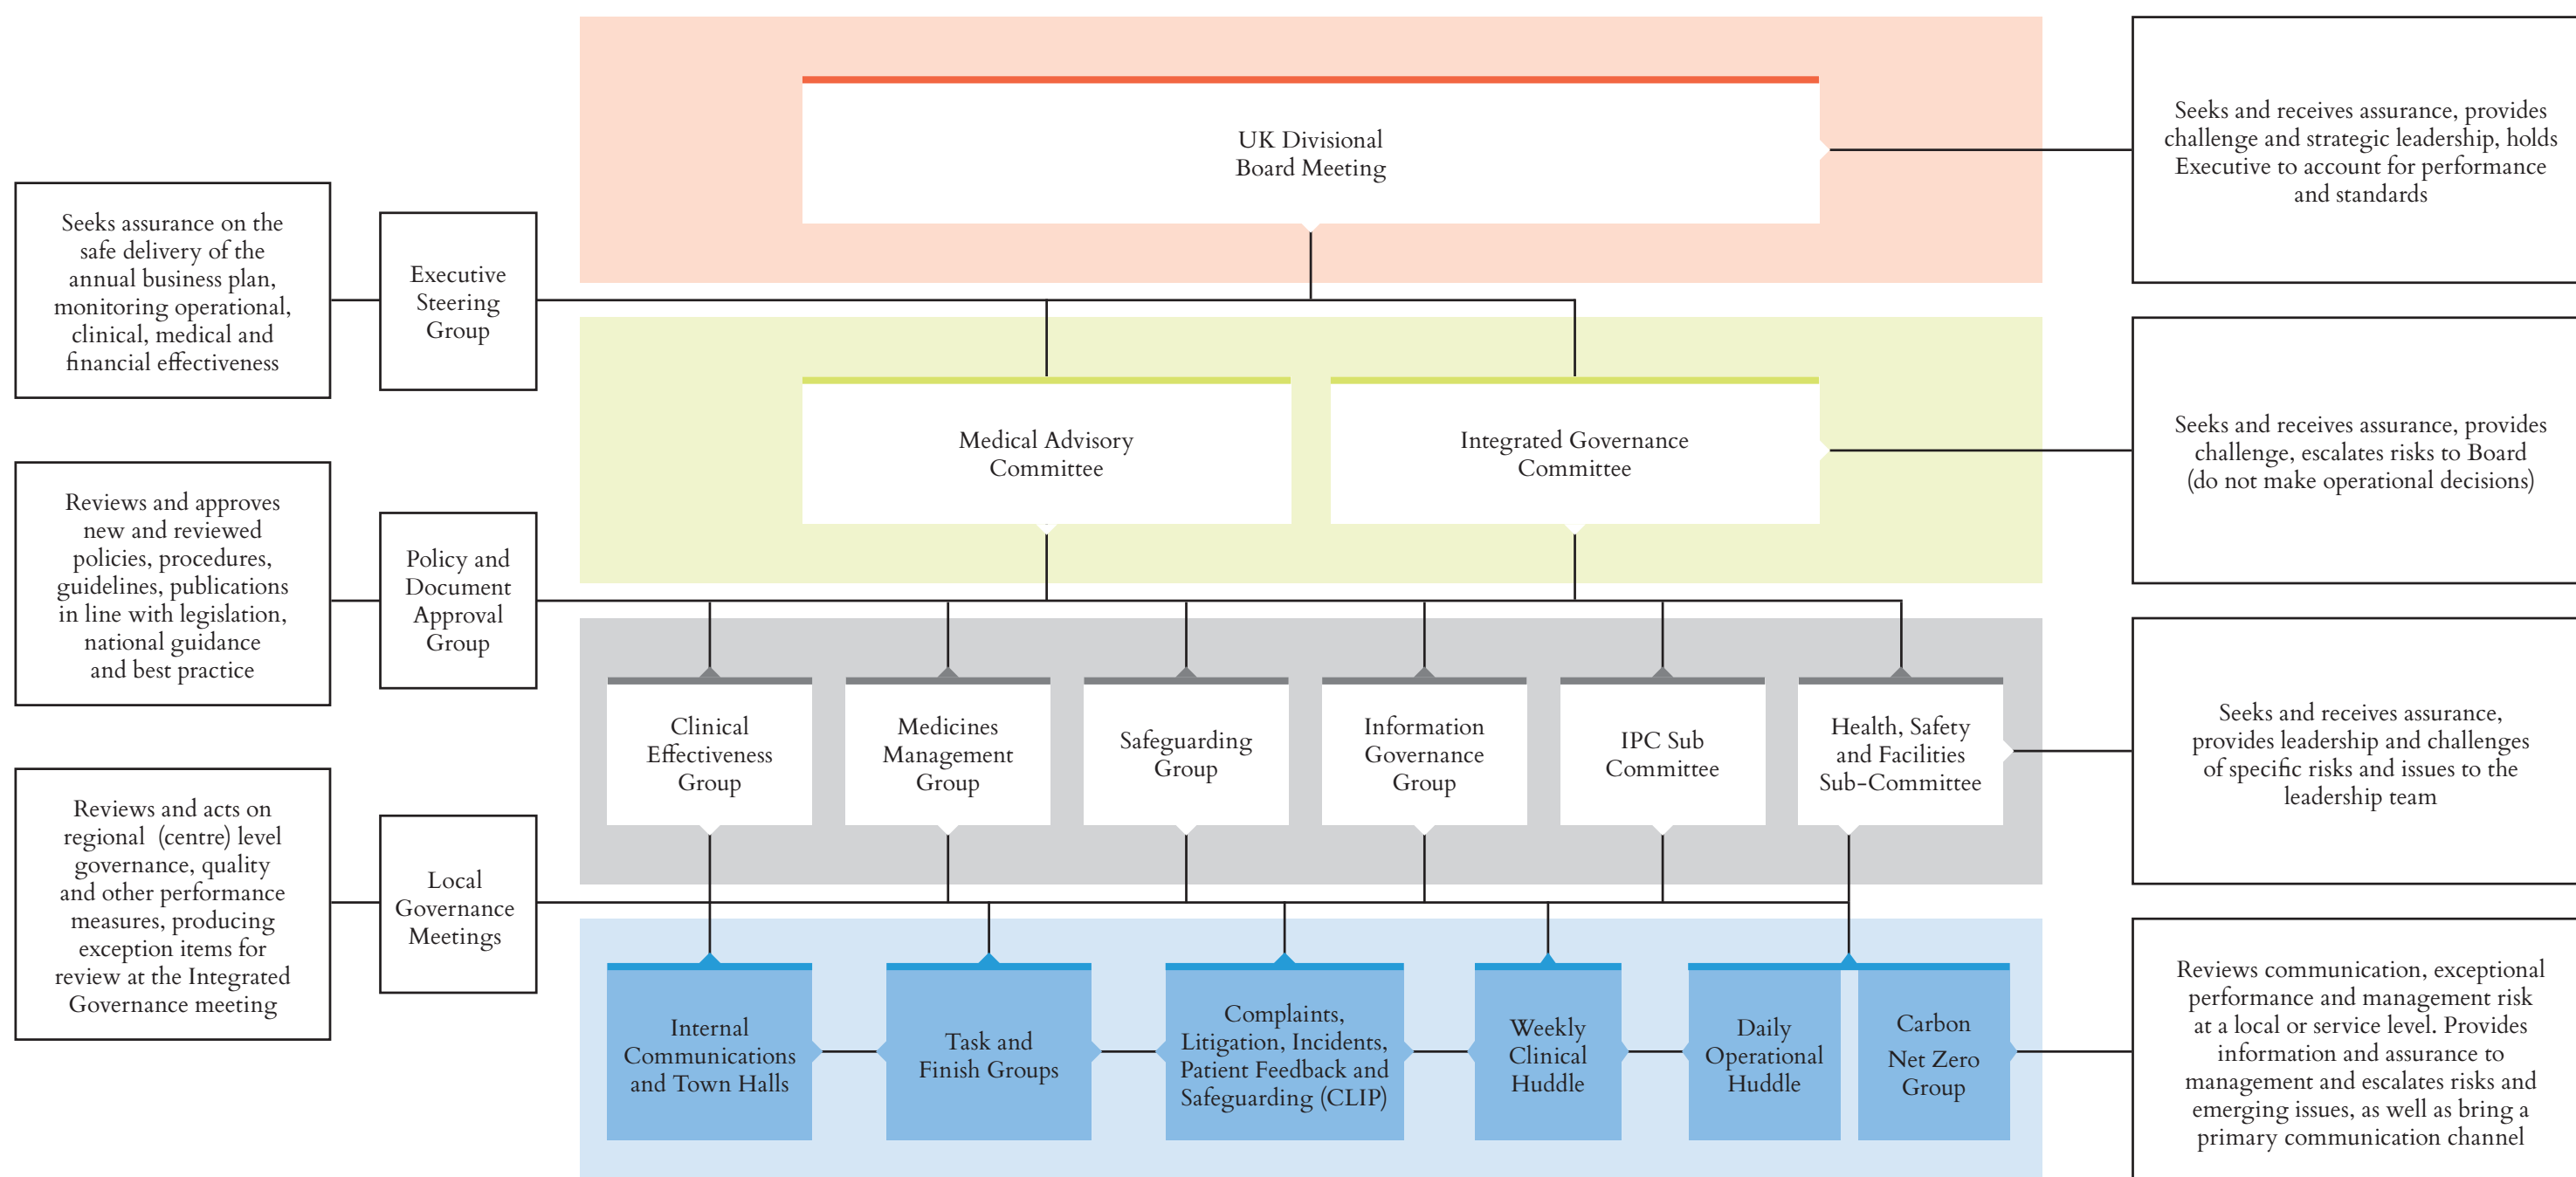 UK Divisional
Board Meeting
Seeks and receives assurance, provides
challenge and strategic leadership, holds
Executive to account for performance
and standards
Seeks assurance on the
safe delivery of the
annual business plan,
monitoring operational,
clinical, medical and
financial effectiveness
Executive
Steering
Group
Medical Advisory
Committee
Integrated Governance
Committee
Seeks and receives assurance, provides
challenge, escalates risks to Board
(do not make operational decisions)
Reviews and approves
new and reviewed
policies, procedures,
guidelines, publications
in line with legislation,
national guidance
and best practice
Policy and
Document
Approval
Group
Clinical
Effectiveness
Group
Medicines
Management
Group
Safeguarding
Group
Information
Governance
Group
IPC Sub
Committee
Health, Safety
and Facilities
Sub-Committee
Seeks and receives assurance,
provides leadership and challenges
of specific risks and issues to the
leadership team
Reviews and acts on
regional (centre) level
governance, quality
and other performance
measures, producing
exception items for
review at the Integrated
Governance meeting
Local
Governance
Meetings
Internal
Communications
and Town Halls
Task and
Finish Groups
Complaints,
Litigation, Incidents,
Patient Feedback and
Safeguarding (CLIP)
Weekly
Clinical
Huddle
Daily
Operational
Huddle
Carbon
Net Zero
Group
Reviews communication, exceptional
performance and management risk
at a local or service level. Provides
information and assurance to
management and escalates risks and
emerging issues, as well as bring a
primary communication channel